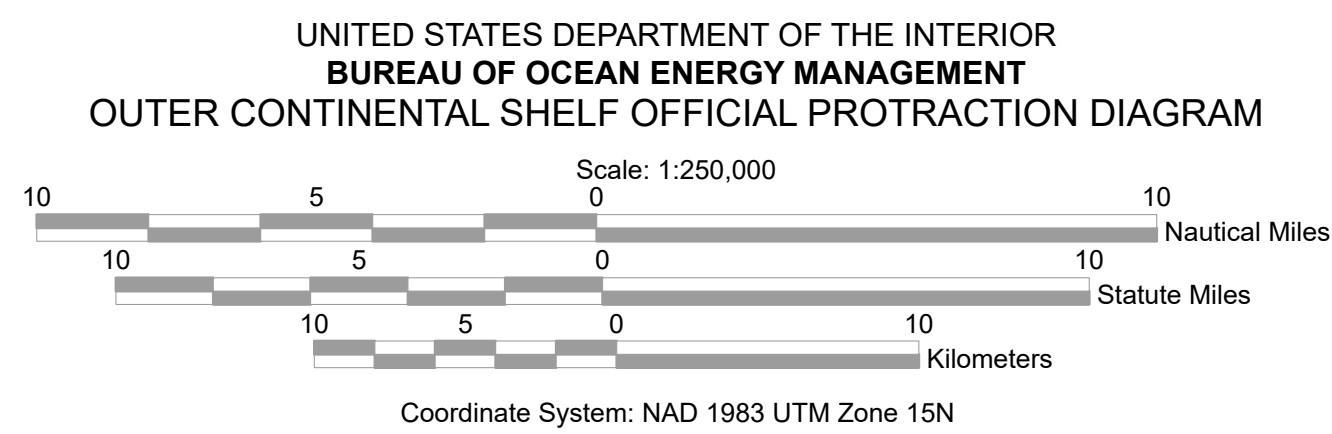 UNITED STATES DEPARTMENT OF THE INTERIOR
BUREAU OF OCEAN ENERGY MANAGEMENT
OUTER CONTINENTAL SHELF OFFICIAL PROTRACTION DIAGRAM
Scale: 1:250,000
10 5 0 10
Nautical Miles
10 5 0 10
Statute Miles
10 5 0 10
Kilometers
Coordinate System: NAD 1983 UTM Zone 15N